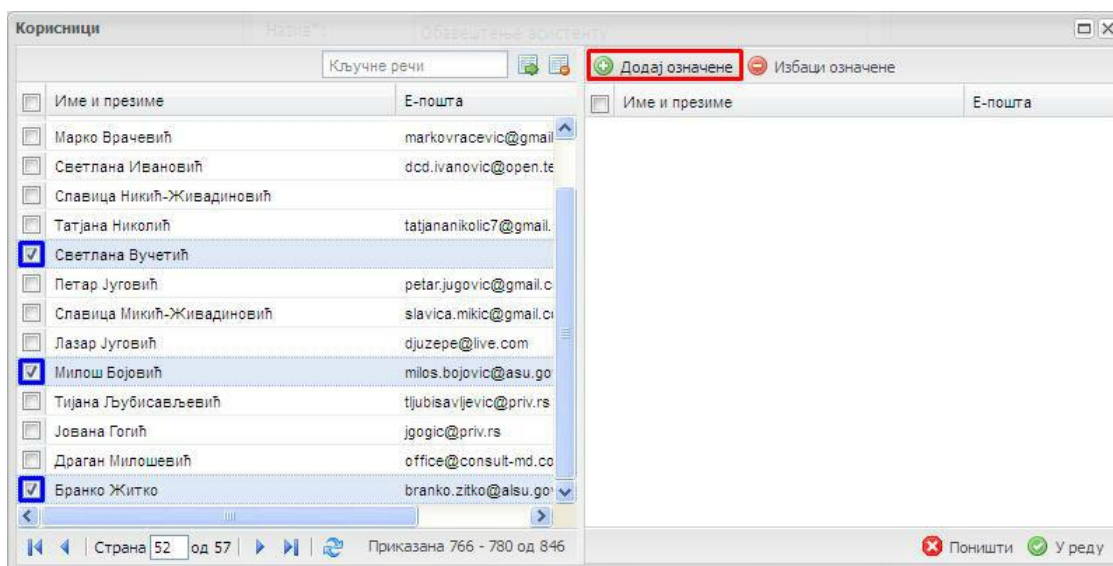 Корисници
Назив*: Обавештење асистенту
Кључне речи
Додај означене Избаци означене
Име и презиме Е-пошта Име и презиме Е-пошта
Марко Врачевић markovracevic@gmail
Светлана Ивановић dcd.ivanovic@open.te
Славица Никић-Живадиновић
Татјана Николић tatjananikolic7@gmail.
Светлана Вучетић
Петар Југовић petar.jugovic@gmail.c
Славица Микић-Живадиновић slavica.mikic@gmail.c
Лазар Југовић djuzepe@live.com
Милош Бојовић milos.bojovic@asu.go
Тијана Љубисављевић tljubisavljevic@priv.rs
Јована Гогић jgogic@priv.rs
Драган Милошевић office@consult-md.co
Бранко Житко branko.zitko@alsu.go
Страна 52 од 57 Приказана 766 - 780 од 846
Поништи У реду